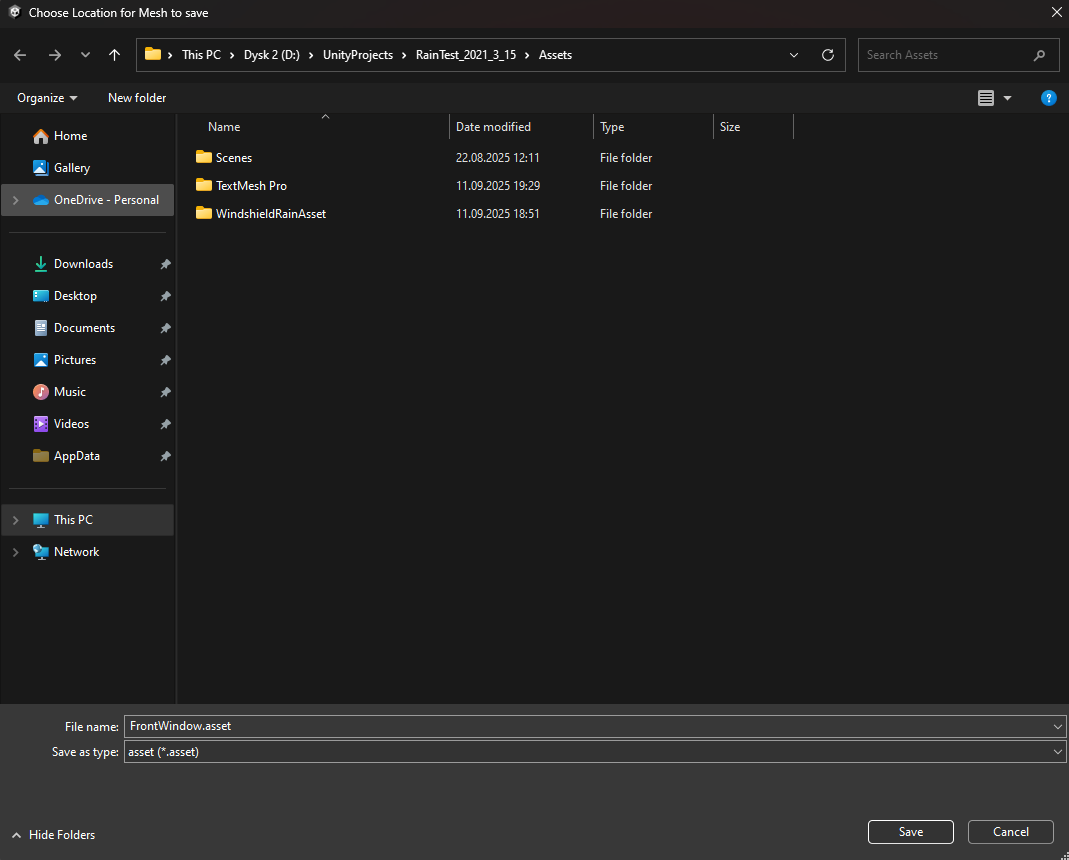 Choose Location for Mesh to save
This PC > Dysk 2 (D:) > UnityProjects > RainTest_2021_3_15 > Assets
Search Assets
Organize
New folder
Name
Date modified
Type
Size
Home
Gallery
OneDrive - Personal
Downloads
Desktop
Documents
Pictures
Music
Videos
AppData
This PC
Network
Scenes 22.08.2025 12:11 File folder
TextMesh Pro 11.09.2025 19:29 File folder
WindshieldRainAsset 11.09.2025 18:51 File folder
File name: FrontWindow.asset
Save as type: asset (*.asset)
Hide Folders
Save
Cancel